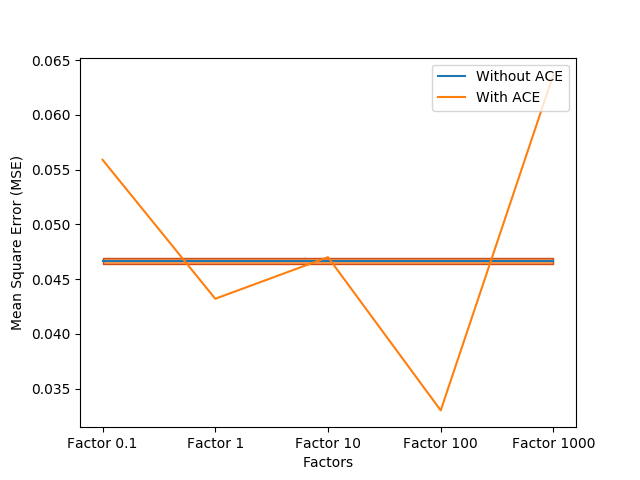 0.065
0.060
0.055
0.050
0.045
0.040
0.035
Mean Square Error (MSE)
Without ACE
With ACE
Factor 0.1
Factor 1
Factor 10
Factor 100
Factor 1000
Factors